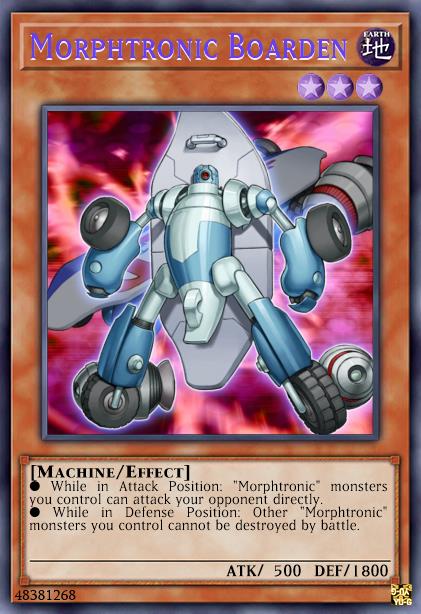 MORPHTRONIC BOARDEN
EARTH
地
[MACHINE/EFFECT]
● While in Attack Position: "Morphtronic" monsters
you control can attack your opponent directly.
● While in Defense Position: Other "Morphtronic"
monsters you control cannot be destroyed by battle.
ATK/ 500 DEF/1800
48381268